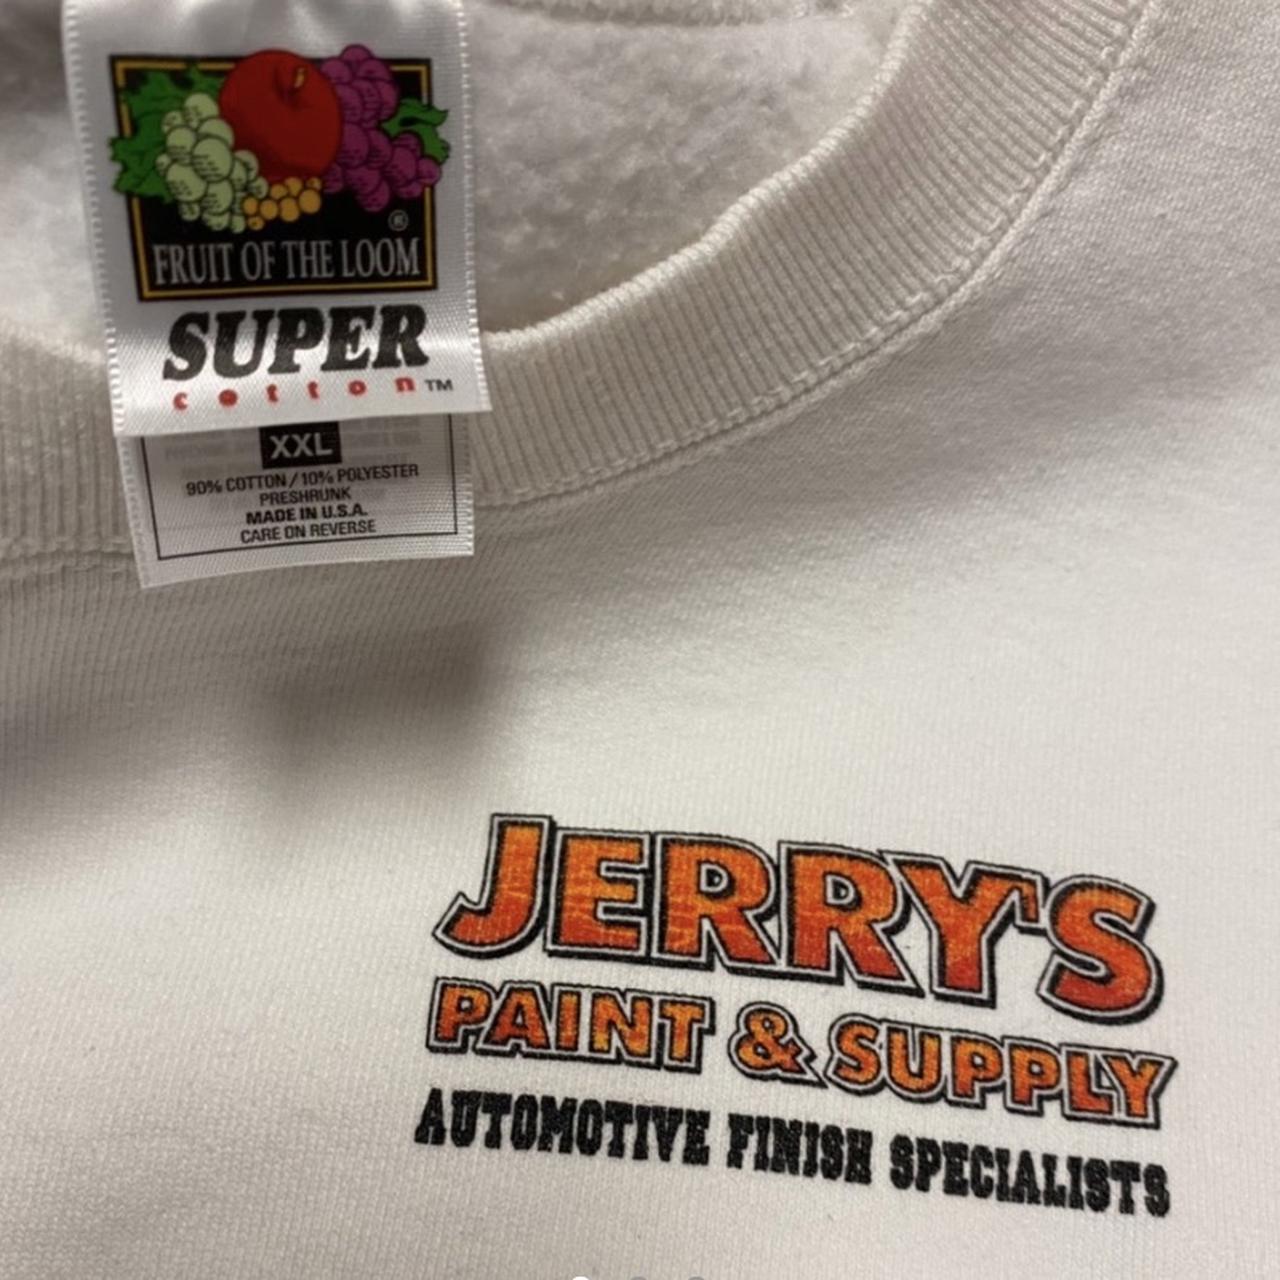 ®
FRUIT OF THE LOOM
SUPER
cotton™
XXL
90% COTTON / 10% POLYESTER
PRESHRUNK
MADE IN U.S.A.
CARE ON REVERSE
JERRY'S
PAINT & SUPPLY
AUTOMOTIVE FINISH SPECIALISTS